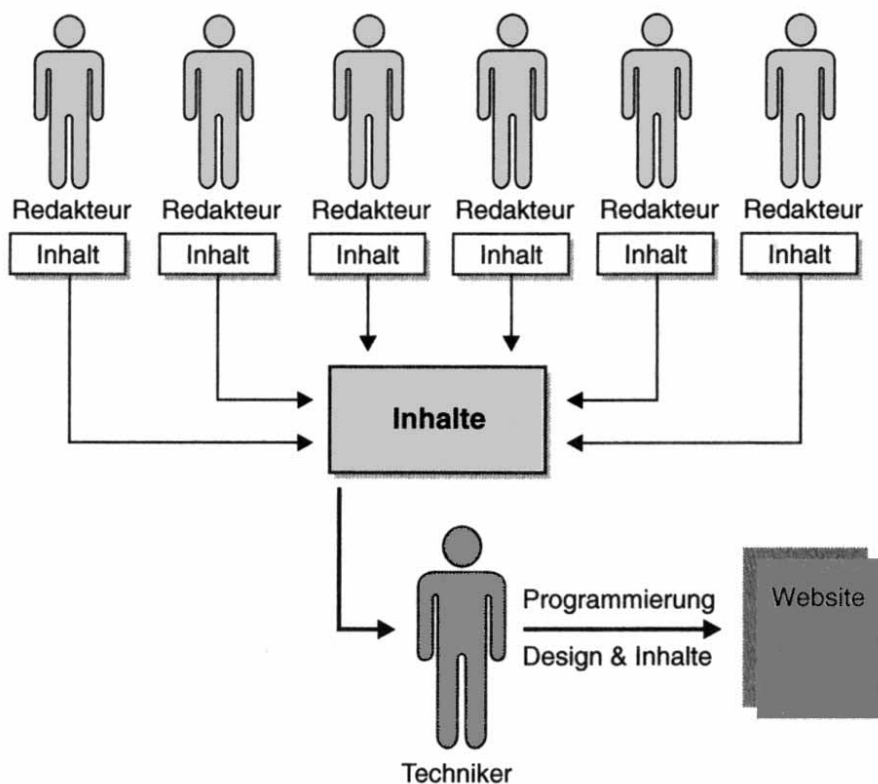 Redakteur Redakteur Redakteur Redakteur Redakteur Redakteur
Inhalt Inhalt Inhalt Inhalt Inhalt Inhalt
Inhalte
Programmierung
Website
Design & Inhalte
Techniker